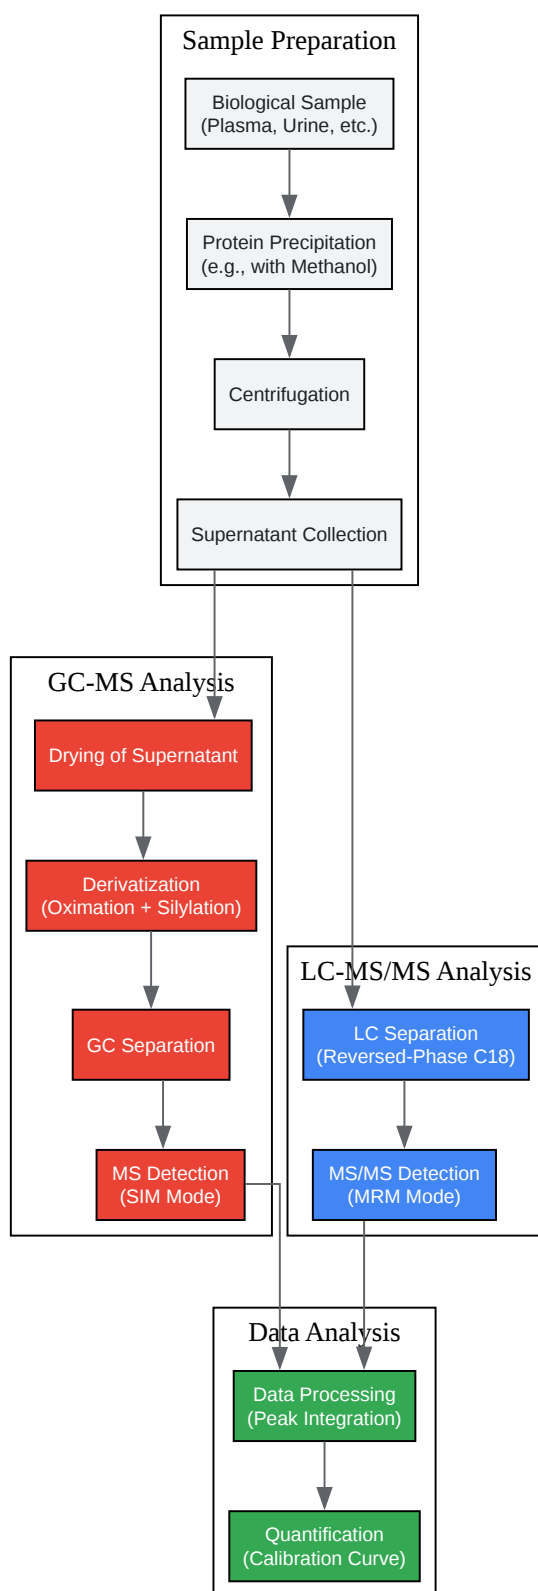 Sample Preparation
Biological Sample
(Plasma, Urine, etc.)
Protein Precipitation
(e.g., with Methanol)
Centrifugation
Supernatant Collection
GC-MS Analysis
Drying of Supernatant
Derivatization
(Oximation + Silylation)
GC Separation
MS Detection
(SIM Mode)
LC-MS/MS Analysis
LC Separation
(Reversed-Phase C18)
MS/MS Detection
(MRM Mode)
Data Analysis
Data Processing
(Peak Integration)
Quantification
(Calibration Curve)